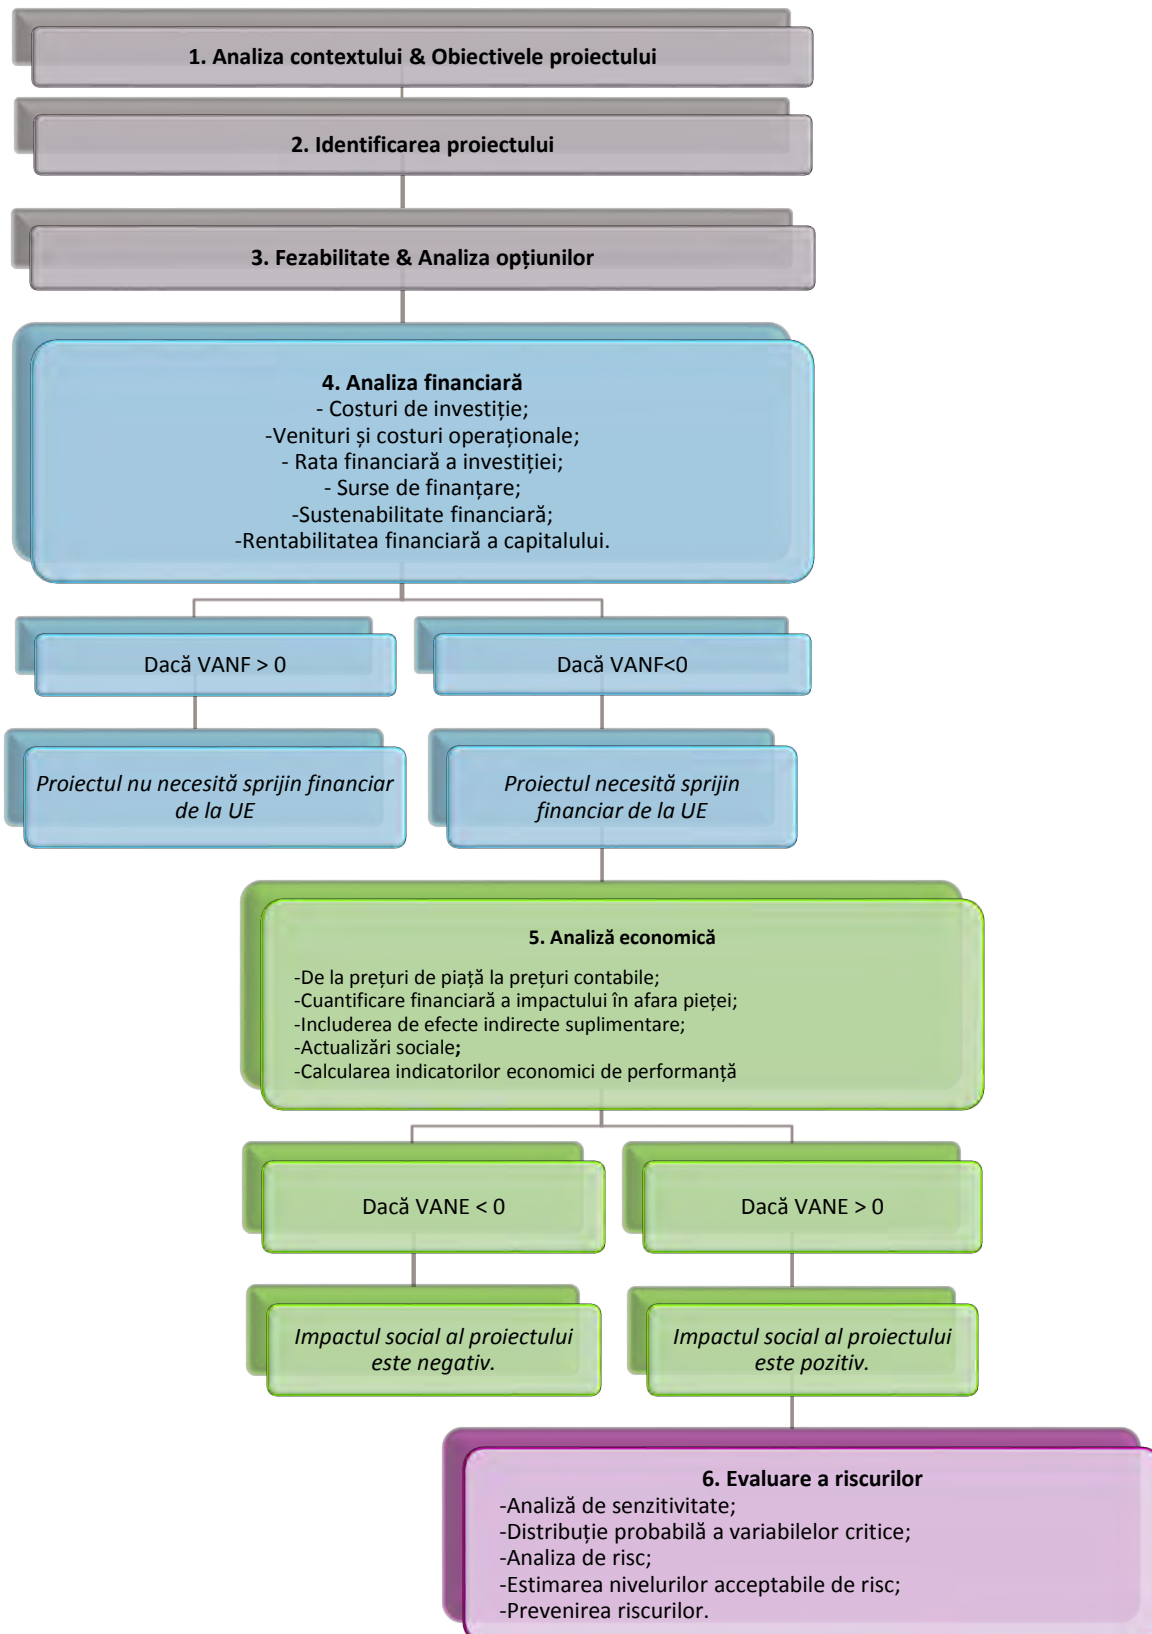 1. Analiza contextului & Obiectivele proiectului
2. Identificarea proiectului
3. Fezabilitate & Analiza opțiunilor
4. Analiza financiară
- Costuri de investiție;
-Venituri și costuri operaționale;
- Rata financiară a investiției;
- Surse de finanțare;
-Sustenabilitate financiară;
-Rentabilitatea financiară a capitalului.
Dacă VANF > 0
Dacă VANF<0
Proiectul nu necesită sprijin financiar
de la UE
Proiectul necesită sprijin
financiar de la UE
5. Analiză economică
-De la prețuri de piață la prețuri contabile;
-Cuantificare financiară a impactului în afara pieței;
-Includerea de efecte indirecte suplimentare;
-Actualizări sociale;
-Calcularea indicatorilor economici de performanță
Dacă VANE < 0
Dacă VANE > 0
Impactul social al proiectului
este negativ.
Impactul social al proiectului
este pozitiv.
6. Evaluare a riscurilor
-Analiză de senzitivitate;
-Distribuție probabilă a variabilelor critice;
-Analiza de risc;
-Estimarea nivelurilor acceptabile de risc;
-Prevenirea riscurilor.